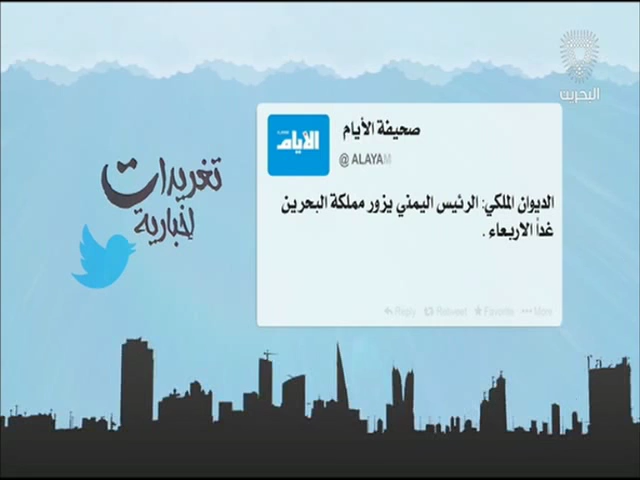 البحرين
صحيفة الأيام
الأيام
@ ALAYAM
تغريدات
إخبارية
الديوان الملكي: الرئيس اليمني يزور مملكة البحرين
غداً الاربعاء .
Reply Retweet Favorite More